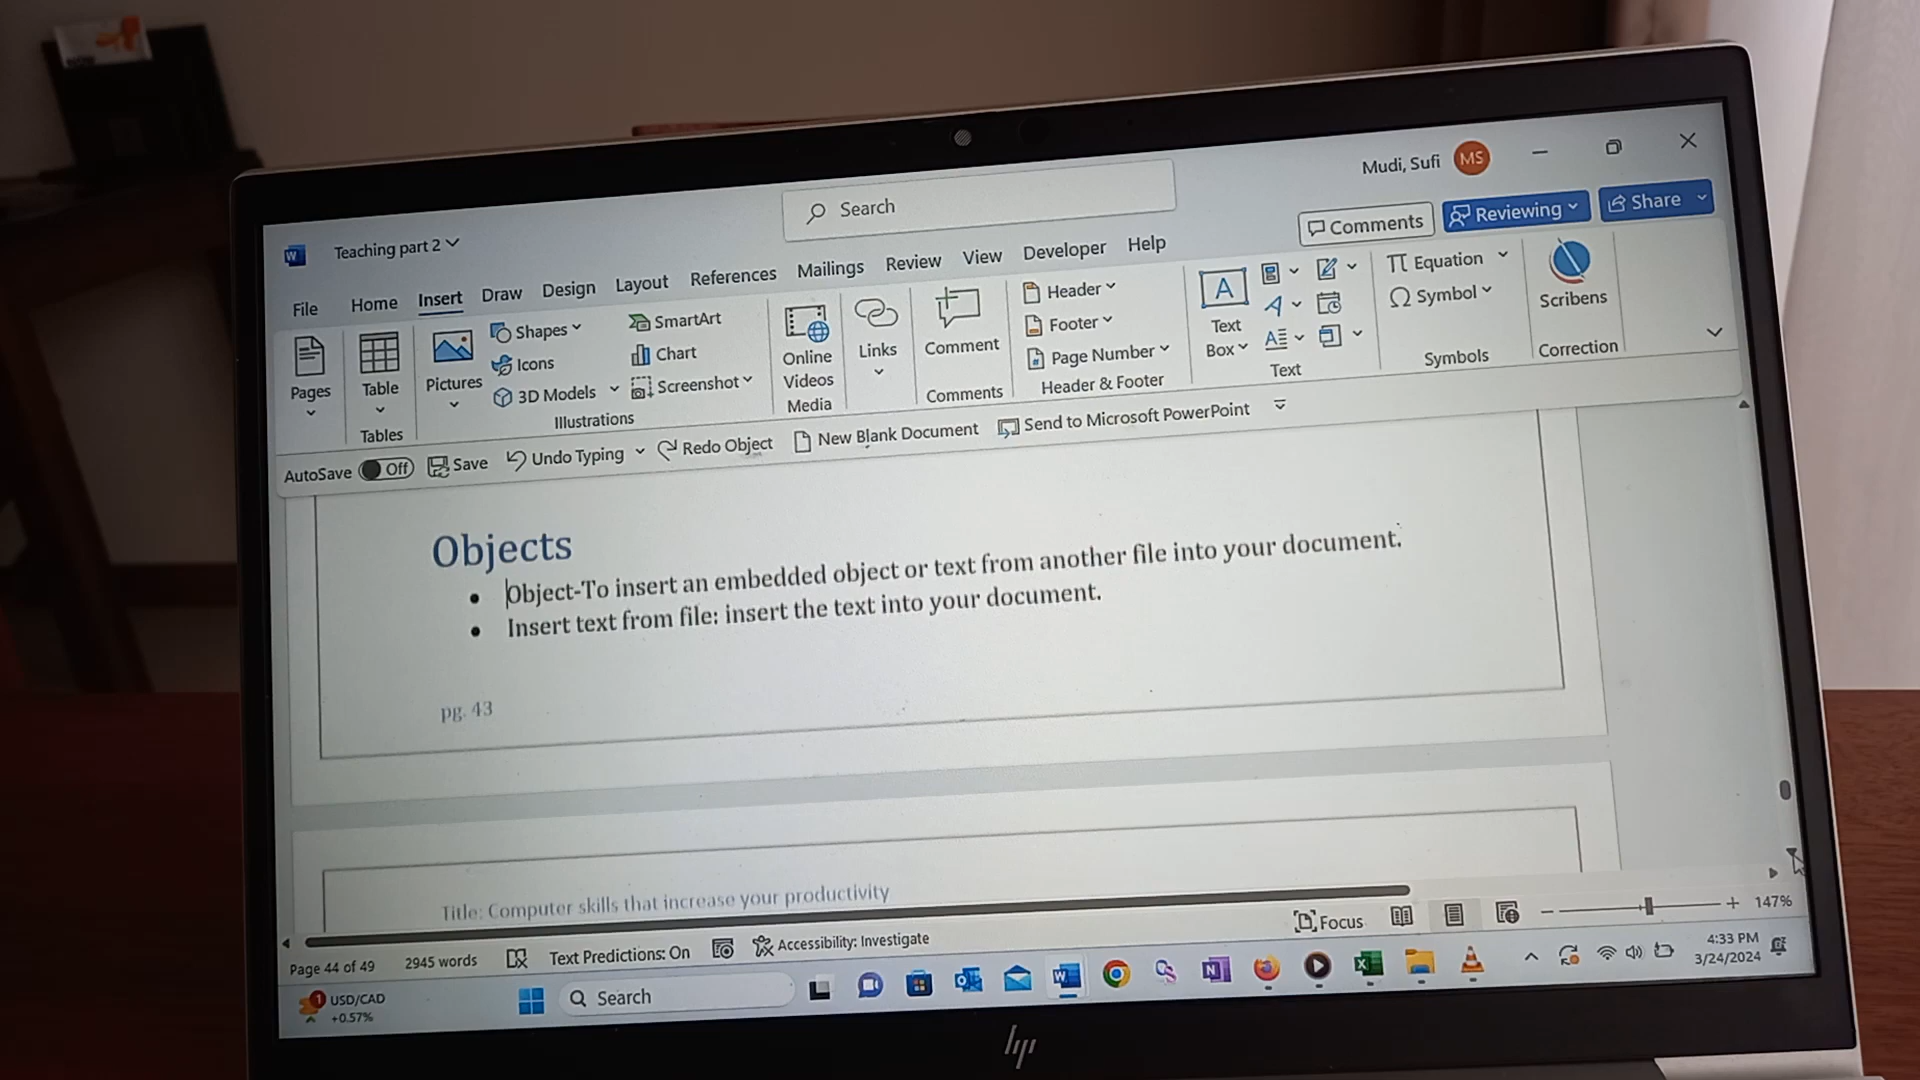 Search
Mudi, Sufi MS
W Teaching part 2
Comments Reviewing Share
File Home Insert Draw Design Layout References Mailings Review View Developer Help
Pages
Table
Tables
Pictures
Shapes
Icons
3D Models
SmartArt
Chart
Screenshot
Illustrations
Online
Videos
Media
Links
Comment
Comments
Header
Footer
Page Number
Header & Footer
A
Text
Box
Text
Equation
Symbol
Symbols
Scribens
Correction
AutoSave Off Save Undo Typing Redo Object New Blank Document Send to Microsoft PowerPoint
Objects
• Object-To insert an embedded object or text from another file into your document.
• Insert text from file: insert the text into your document.
pg. 43
Title: Computer skills that increase your productivity
Page 44 of 49 2945 words Text Predictions: On Accessibility: Investigate Focus 147%
1 USD/CAD
+0.57%
Search
4:33 PM
3/24/2024
hp